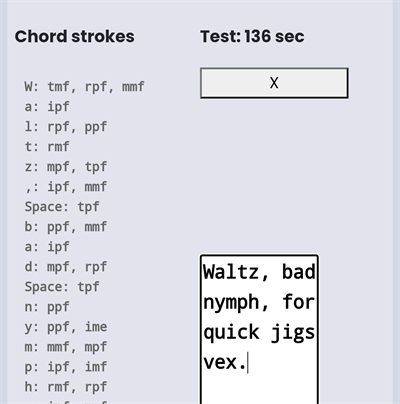 Chord strokes
W: tmf, rpf, mmf
a: ipf
l: rpf, ppf
t: rmf
z: mpf, tpf
,: ipf, mmf
Space: tpf
b: ppf, mmf
a: ipf
d: mpf, rpf
Space: tpf
n: ppf
y: ppf, ime
m: mmf, mpf
p: ipf, imf
h: rmf, rpf
Test: 136 sec
X
Waltz, bad
nymph, for
quick jigs
vex.